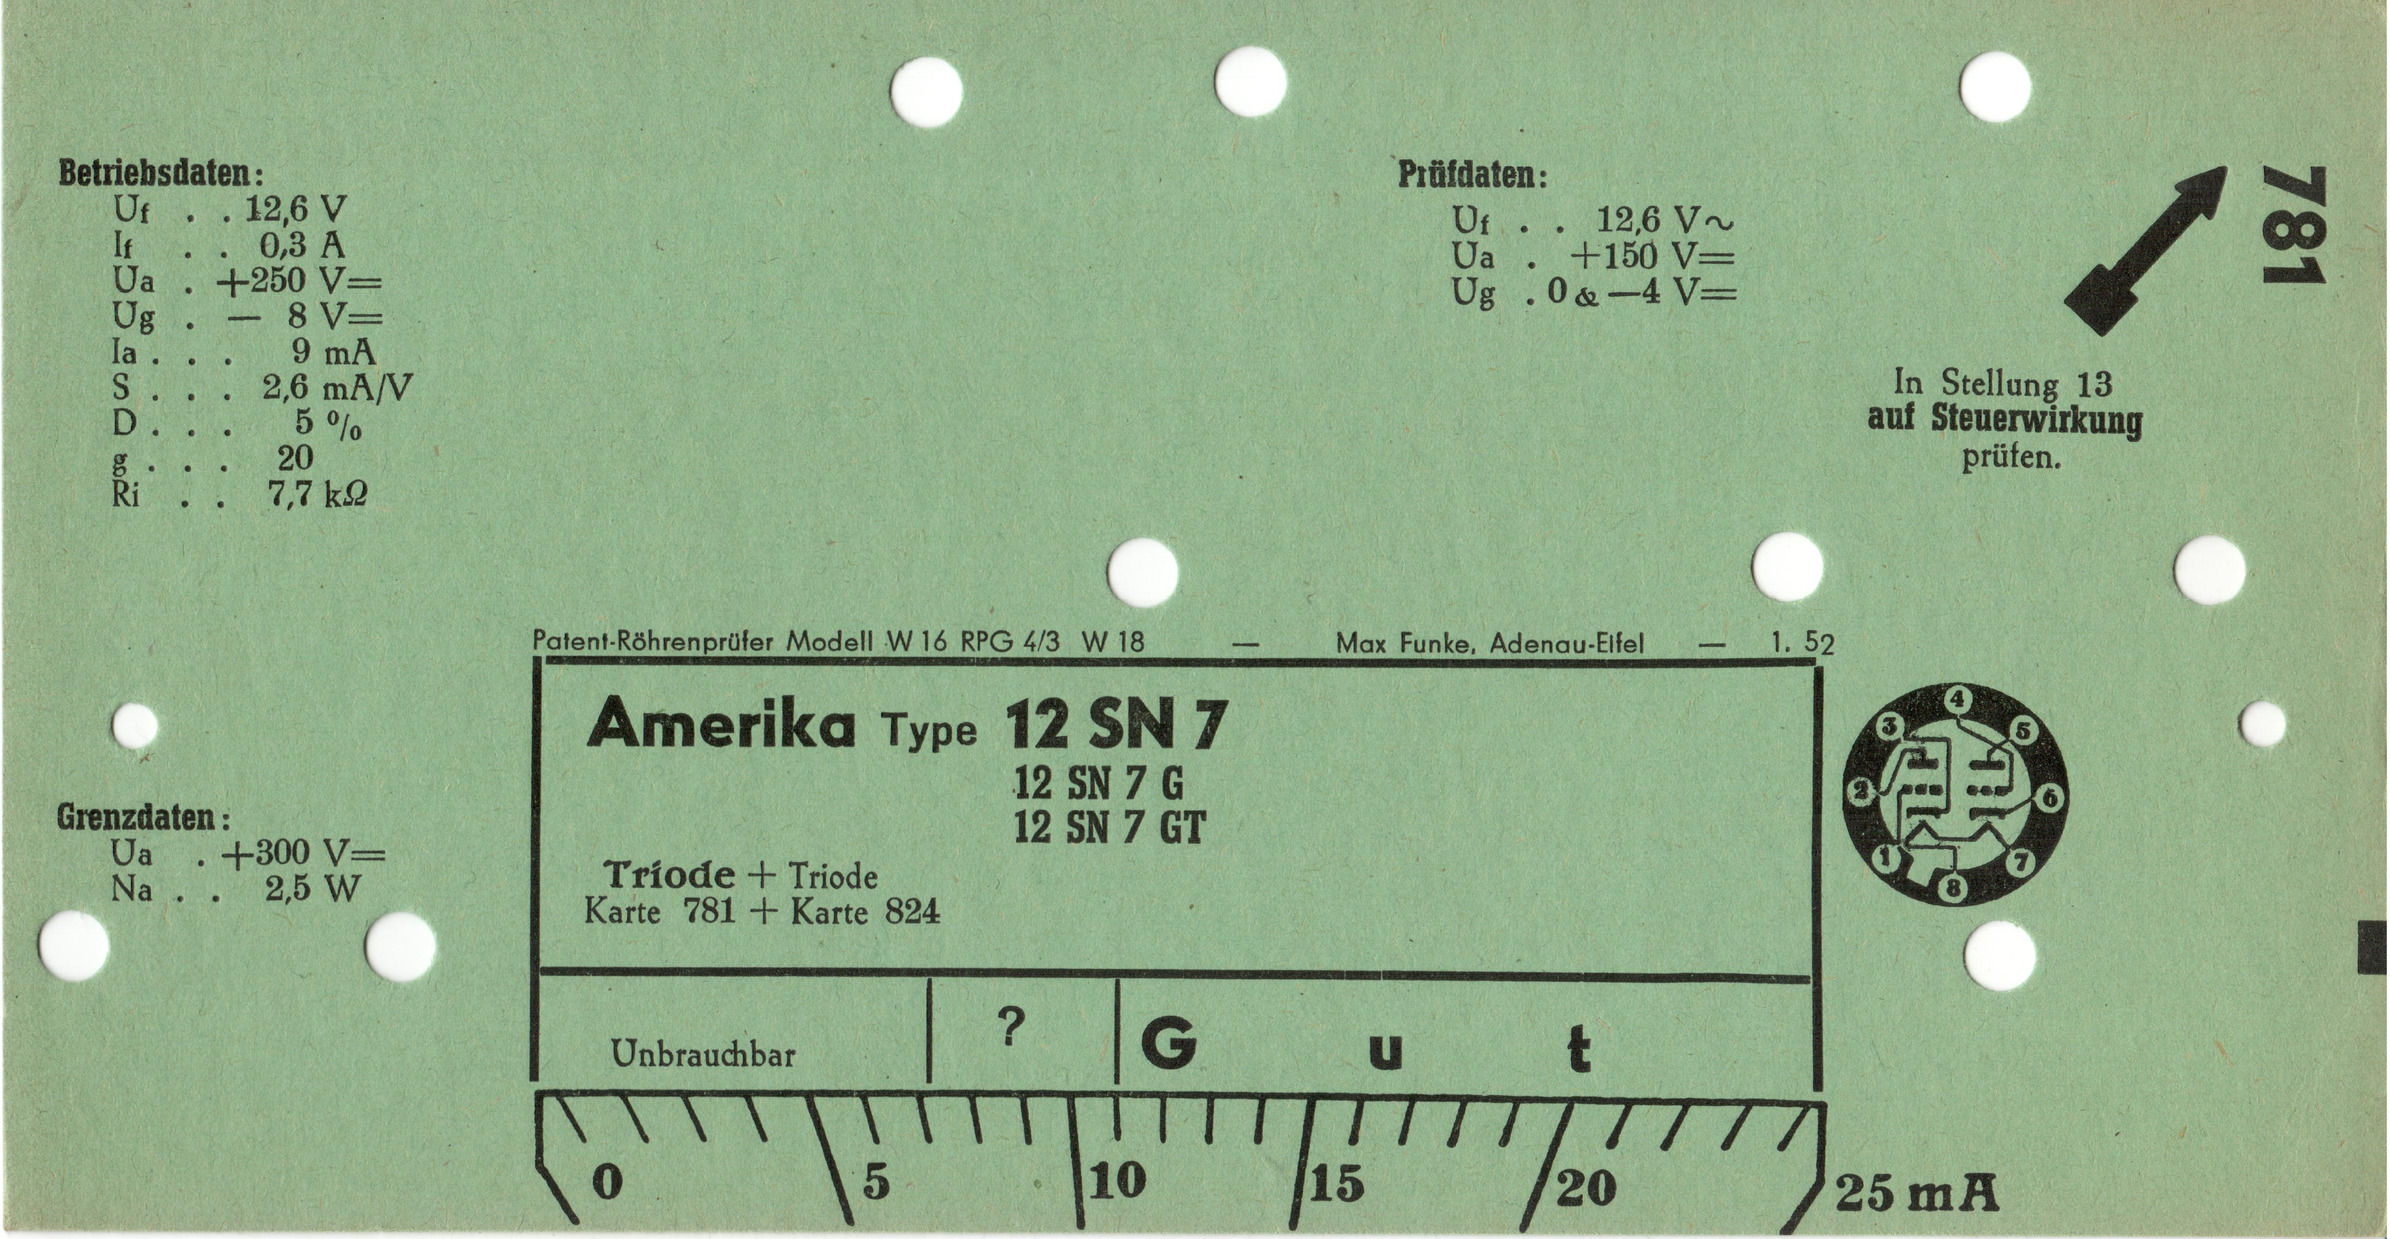 Betriebsdaten:
Uf . . 12,6 V
If . . 0,3 A
Ua . +250 V=
Ug . — 8 V=
Ia . . . 9 mA
S . . . 2,6 mA/V
D . . . 5 %
g . . . 20
Ri . . 7,7 kΩ
Prüfdaten:
Uf . . 12,6 V~
Ua . +150 V=
Ug . 0 & —4 V=
781
In Stellung 13
auf Steuerwirkung
prüfen.
Patent-Röhrenprüfer Modell W 16 RPG 4/3 W 18 — Max Funke, Adenau-Eifel — 1. 52
Amerika Type 12 SN 7
12 SN 7 G
12 SN 7 GT
Triode + Triode
Karte 781 + Karte 824
Grenzdaten:
Ua . +300 V=
Na . . 2,5 W
4
3 5
2 6
1 7
8
Unbrauchbar ? Gut
0 5 10 15 20 25 mA